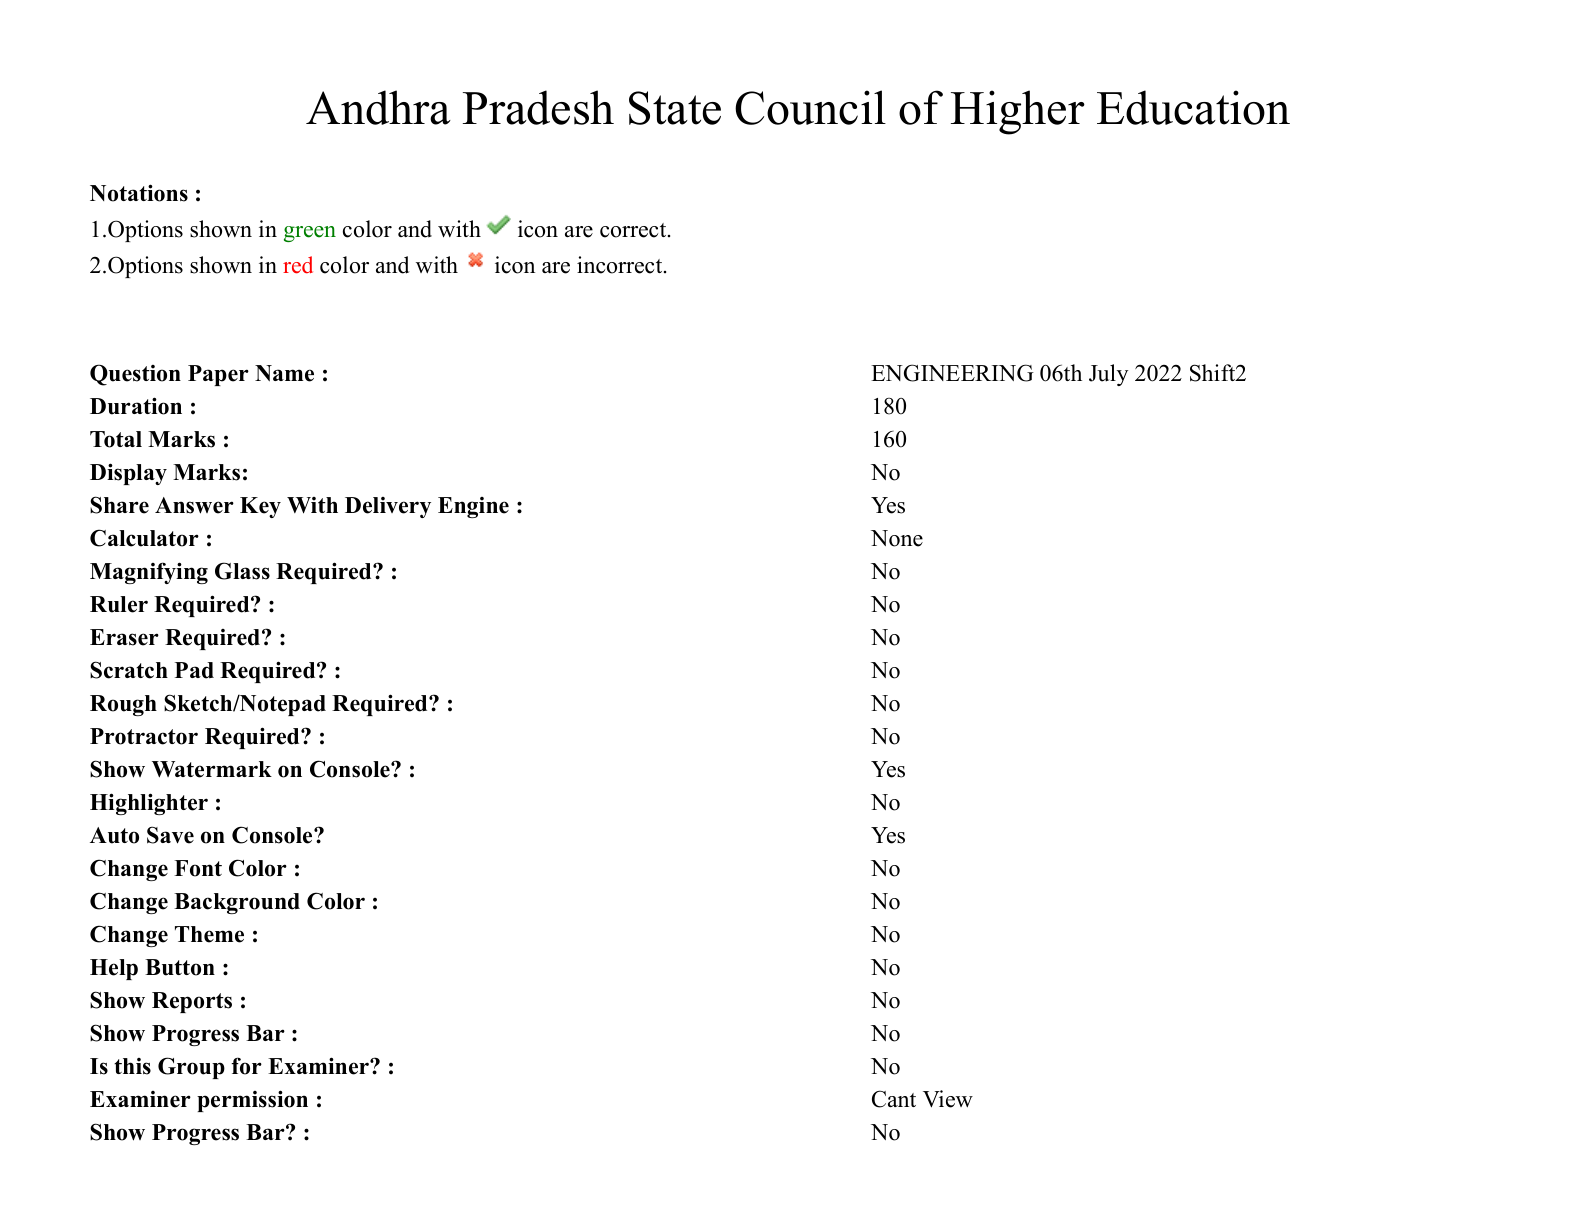 Andhra Pradesh State Council of Higher Education
Notations :
1.Options shown in green color and with icon are correct.
2.Options shown in red color and with icon are incorrect.
Question Paper Name : ENGINEERING 06th July 2022 Shift2
Duration : 180
Total Marks : 160
Display Marks: No
Share Answer Key With Delivery Engine : Yes
Calculator : None
Magnifying Glass Required? : No
Ruler Required? : No
Eraser Required? : No
Scratch Pad Required? : No
Rough Sketch/Notepad Required? : No
Protractor Required? : No
Show Watermark on Console? : Yes
Highlighter : No
Auto Save on Console? Yes
Change Font Color : No
Change Background Color : No
Change Theme : No
Help Button : No
Show Reports : No
Show Progress Bar : No
Is this Group for Examiner? : No
Examiner permission : Cant View
Show Progress Bar? : No